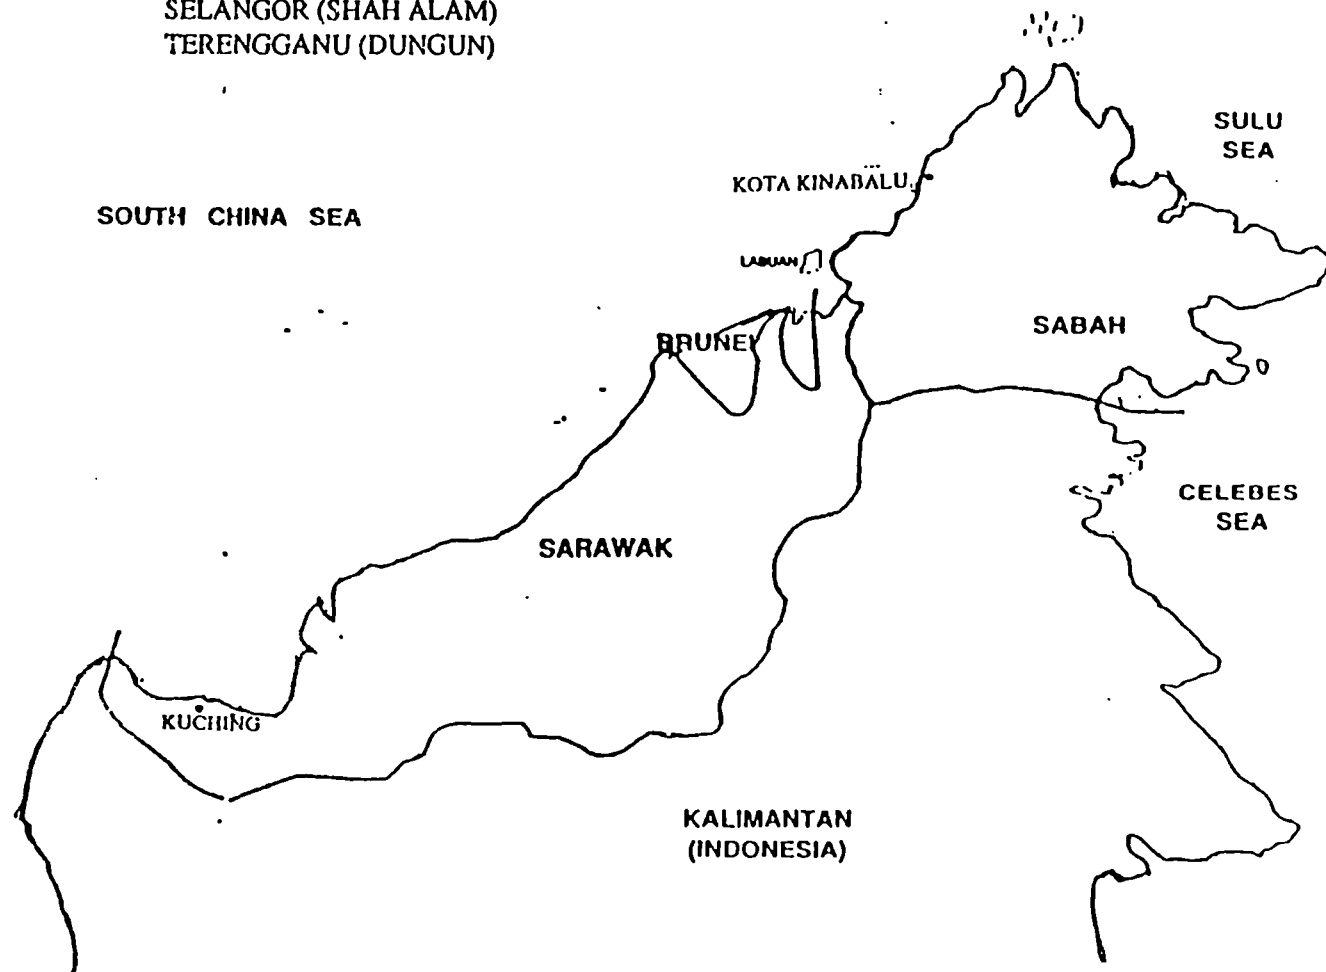 SELANGOR (SHAH ALAM)
TERENGGANU (DUNGUN)
SULU
SEA
KOTA KINABALU
SOUTH CHINA SEA
LABUAN
SABAH
BRUNEI
CELEBES
SEA
SARAWAK
KUCHING
KALIMANTAN
(INDONESIA)